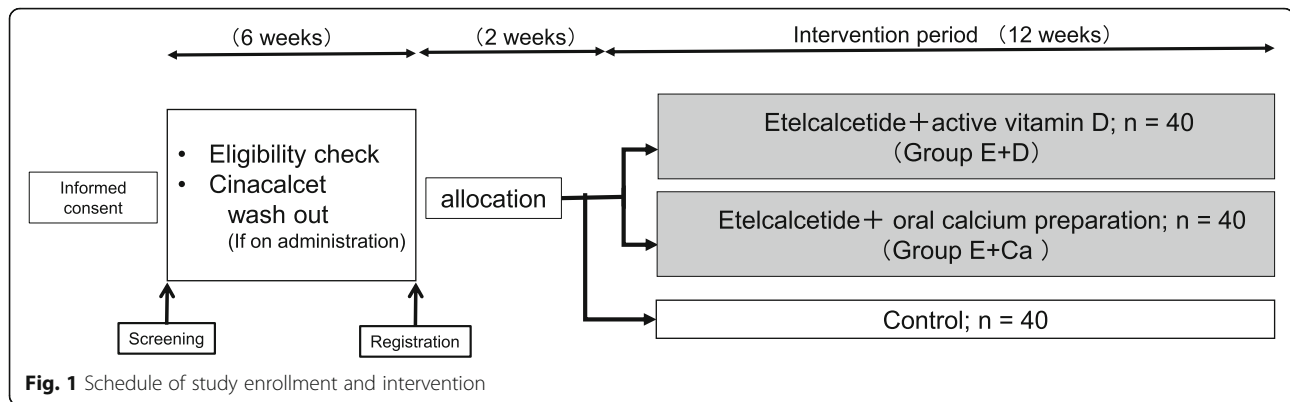 (6 weeks)
(2 weeks)
Intervention period (12 weeks)
Informed
consent
• Eligibility check
• Cinacalcet
wash out
(If on administration)
allocation
Etelcalcetide+active vitamin D; n = 40
(Group E+D)
Etelcalcetide+ oral calcium preparation; n = 40
(Group E+Ca )
Control; n = 40
Screening
Registration
Fig. 1 Schedule of study enrollment and intervention